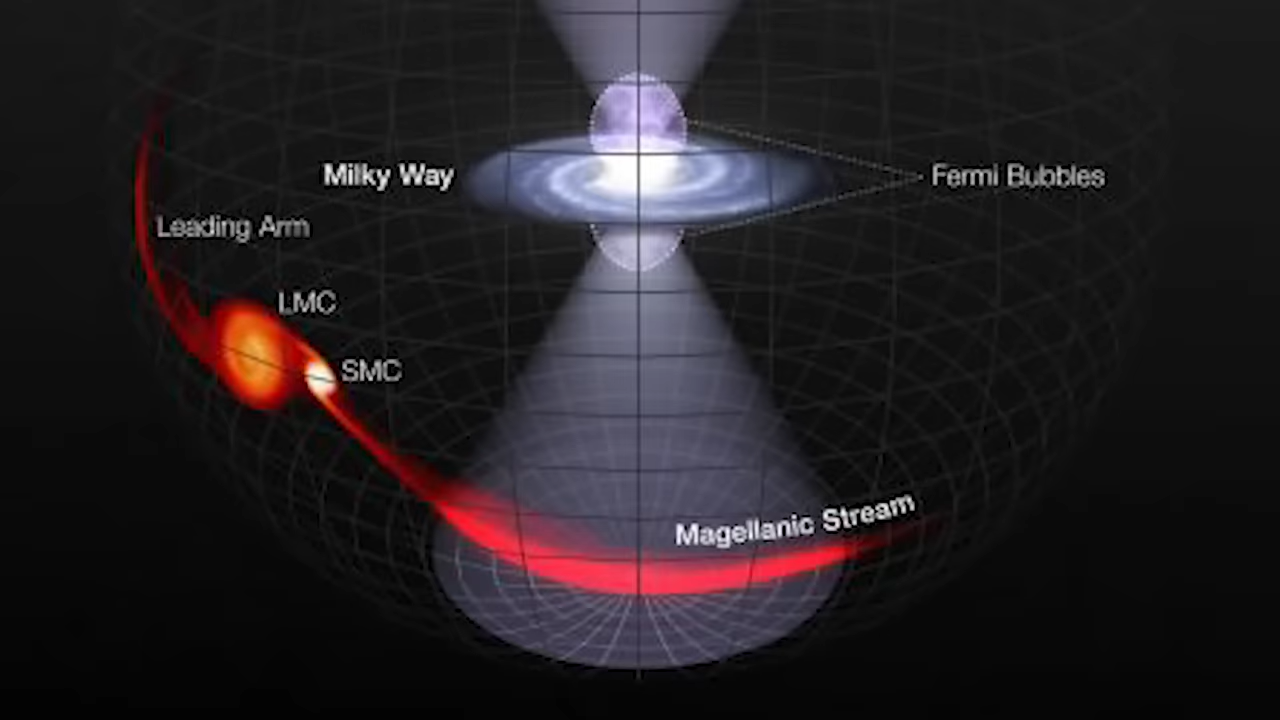 Milky Way
Fermi Bubbles
Leading Arm
LMC
SMC
Magellanic Stream